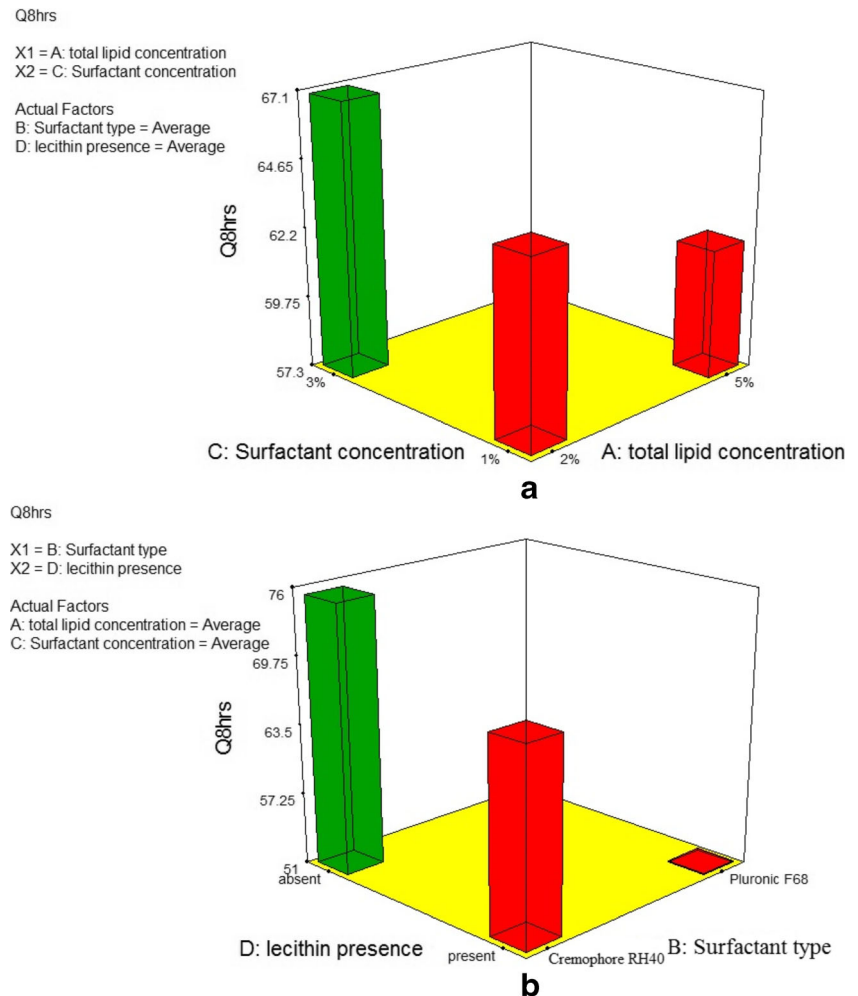 Q8hrs
X1 = A: total lipid concentration
X2 = C: Surfactant concentration
Actual Factors
B: Surfactant type = Average
D: lecithin presence = Average
Q8hrs
67.1
64.65
62.2
59.75
57.3
3%
1%
2%
5%
C: Surfactant concentration
A: total lipid concentration
a
Q8hrs
X1 = B: Surfactant type
X2 = D: lecithin presence
Actual Factors
A: total lipid concentration = Average
C: Surfactant concentration = Average
Q8hrs
76
69.75
63.5
57.25
51
absent
present
Cremophore RH40
Pluronic F68
D: lecithin presence
B: Surfactant type
b